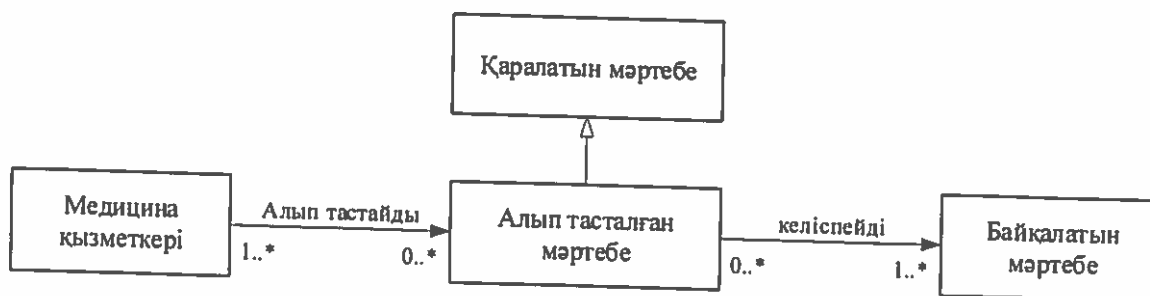 Қаралатын мәртебе
Медицина
қызметкері
Алып тастайды
1..*
0..*
Алып тасталған
мәртебе
келіспейді
0..*
1..*
Байқалатын
мәртебе